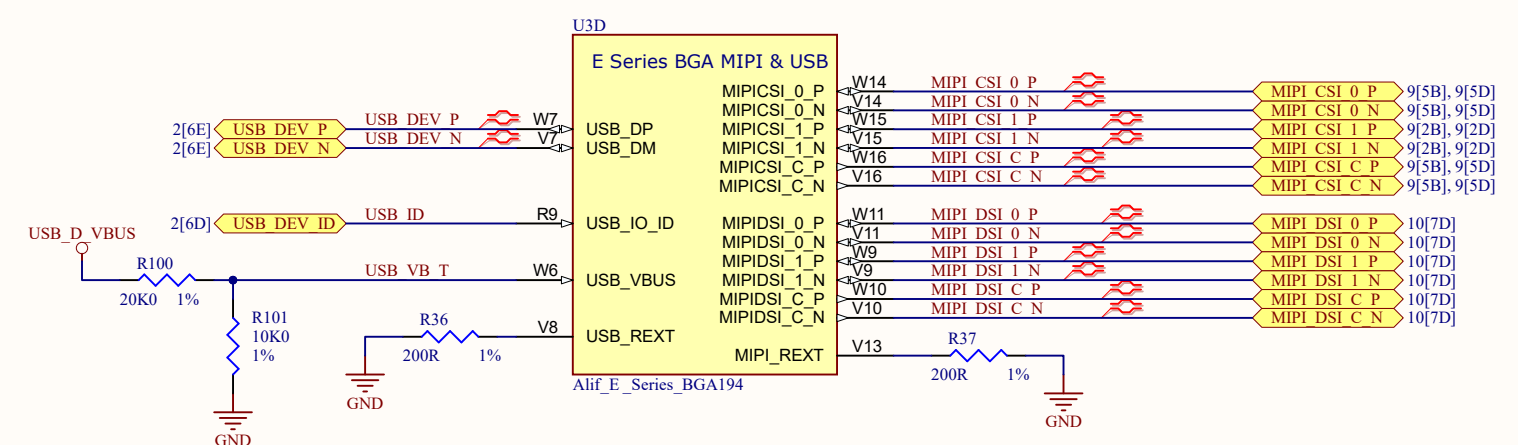 U3D
E Series BGA MIPI & USB
2[6E] USB_DEV_P USB_DEV_P W7 USB_DP
2[6E] USB_DEV_N USB_DEV_N V7 USB_DM
2[6D] USB_DEV_ID USB_ID R9 USB_IO_ID
USB_D_VBUS
R100
20K0 1%
USB_VB_T W6 USB_VBUS
R101
10K0
1%
GND
R36
200R 1%
V8 USB_REXT
GND
MIPICSI_0_P W14 MIPI_CSI_0_P MIPI_CSI_0_P 9[5B], 9[5D]
MIPICSI_0_N V14 MIPI_CSI_0_N MIPI_CSI_0_N 9[5B], 9[5D]
MIPICSI_1_P W15 MIPI_CSI_1_P MIPI_CSI_1_P 9[2B], 9[2D]
MIPICSI_1_N V15 MIPI_CSI_1_N MIPI_CSI_1_N 9[2B], 9[2D]
MIPICSI_C_P W16 MIPI_CSI_C_P MIPI_CSI_C_P 9[5B], 9[5D]
MIPICSI_C_N V16 MIPI_CSI_C_N MIPI_CSI_C_N 9[5B], 9[5D]
MIPIDSI_0_P W11 MIPI_DSI_0_P MIPI_DSI_0_P 10[7D]
MIPIDSI_0_N V11 MIPI_DSI_0_N MIPI_DSI_0_N 10[7D]
MIPIDSI_1_P W9 MIPI_DSI_1_P MIPI_DSI_1_P 10[7D]
MIPIDSI_1_N V9 MIPI_DSI_1_N MIPI_DSI_1_N 10[7D]
MIPIDSI_C_P W10 MIPI_DSI_C_P MIPI_DSI_C_P 10[7D]
MIPIDSI_C_N V10 MIPI_DSI_C_N MIPI_DSI_C_N 10[7D]
MIPI_REXT V13
R37
200R 1%
GND
Alif_E_Series_BGA194